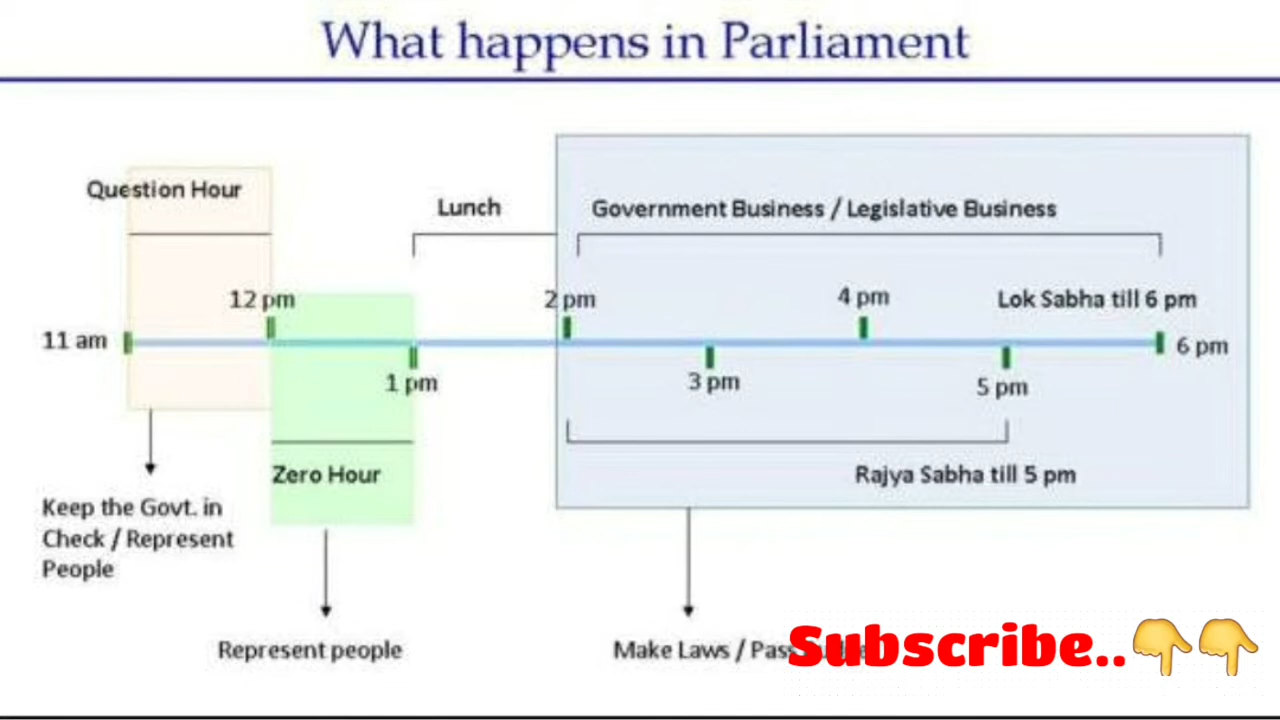 What happens in Parliament
Question Hour
Lunch
Government Business / Legislative Business
12 pm
2 pm
4 pm
Lok Sabha till 6 pm
11 am
6 pm
1 pm
3 pm
5 pm
Zero Hour
Rajya Sabha till 5 pm
Keep the Govt. in
Check / Represent
People
Represent people
Make Laws / Pass
Subscribe..